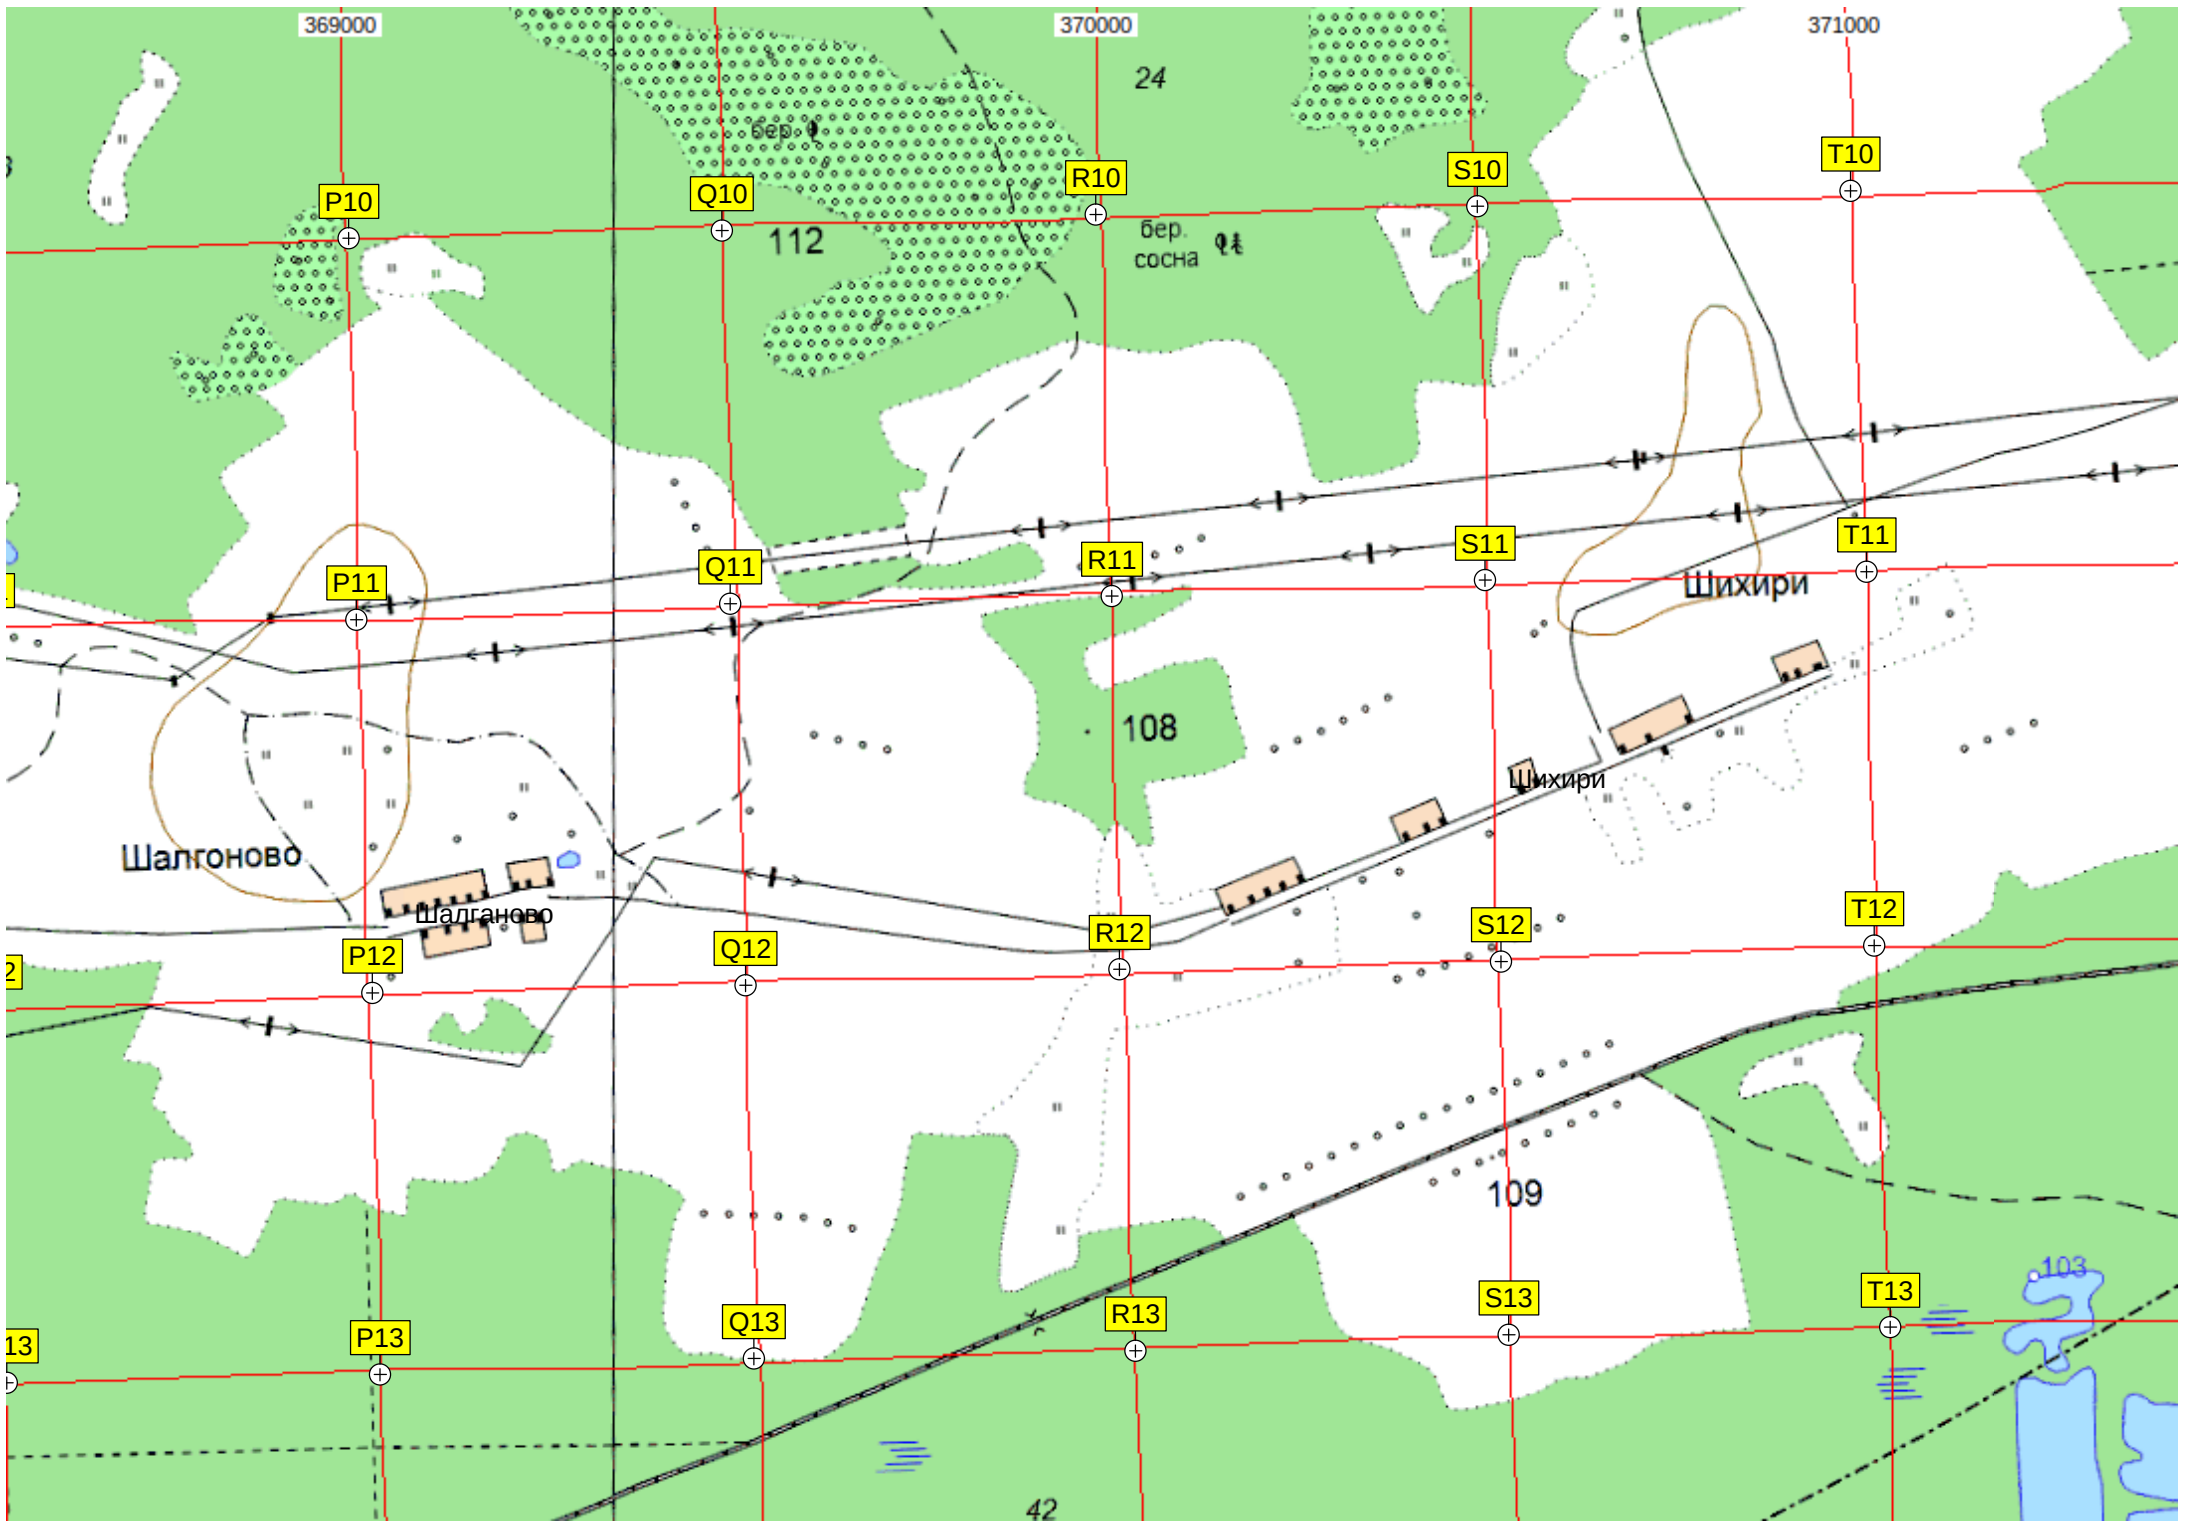 369000
370000
371000
24
бер.
P10
Q10
R10
S10
T10
112
бер.
сосна
P11
Q11
R11
S11
T11
Шихири
108
Шихири
Шалгоново
Шалганово
P12
Q12
R12
S12
T12
109
103
13
P13
Q13
R13
S13
T13
42